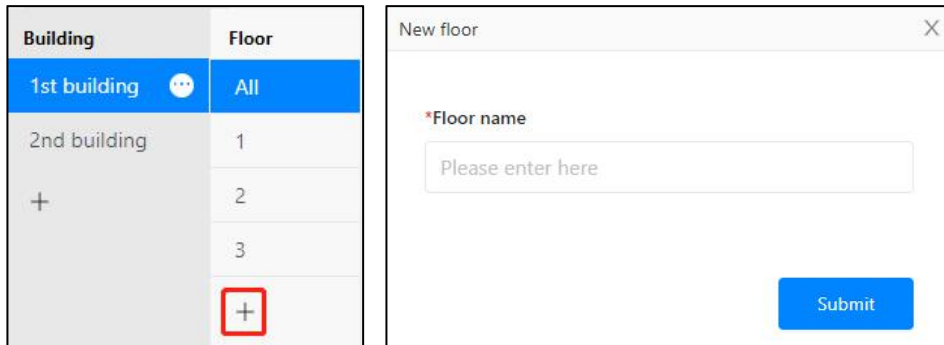 Building
Floor
1st building
All
2nd building
1
+
2
3
+
New floor
X
*Floor name
Please enter here
Submit